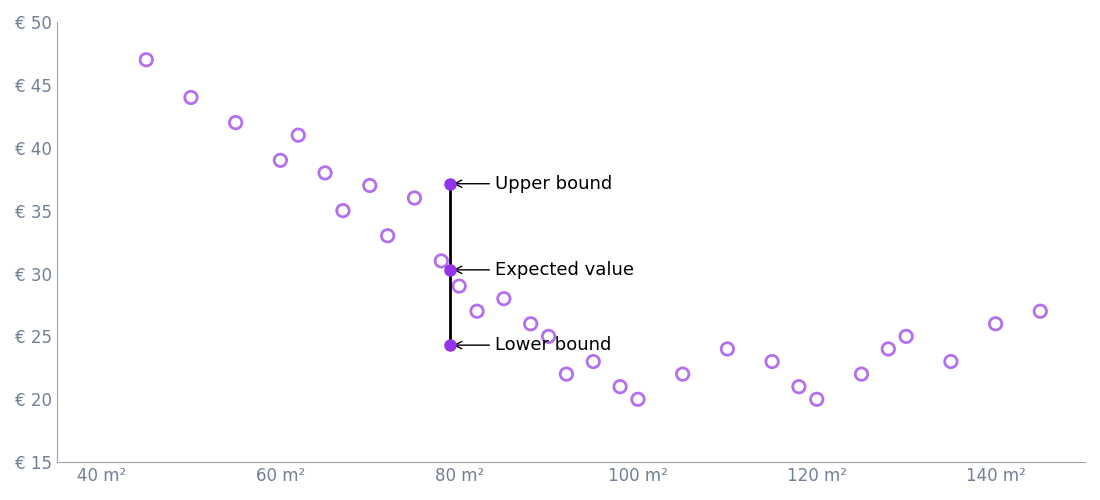 € 50
€ 45
€ 40
€ 35
€ 30
€ 25
€ 20
€ 15
Upper bound
Expected value
Lower bound
40 m² 60 m² 80 m² 100 m² 120 m² 140 m²